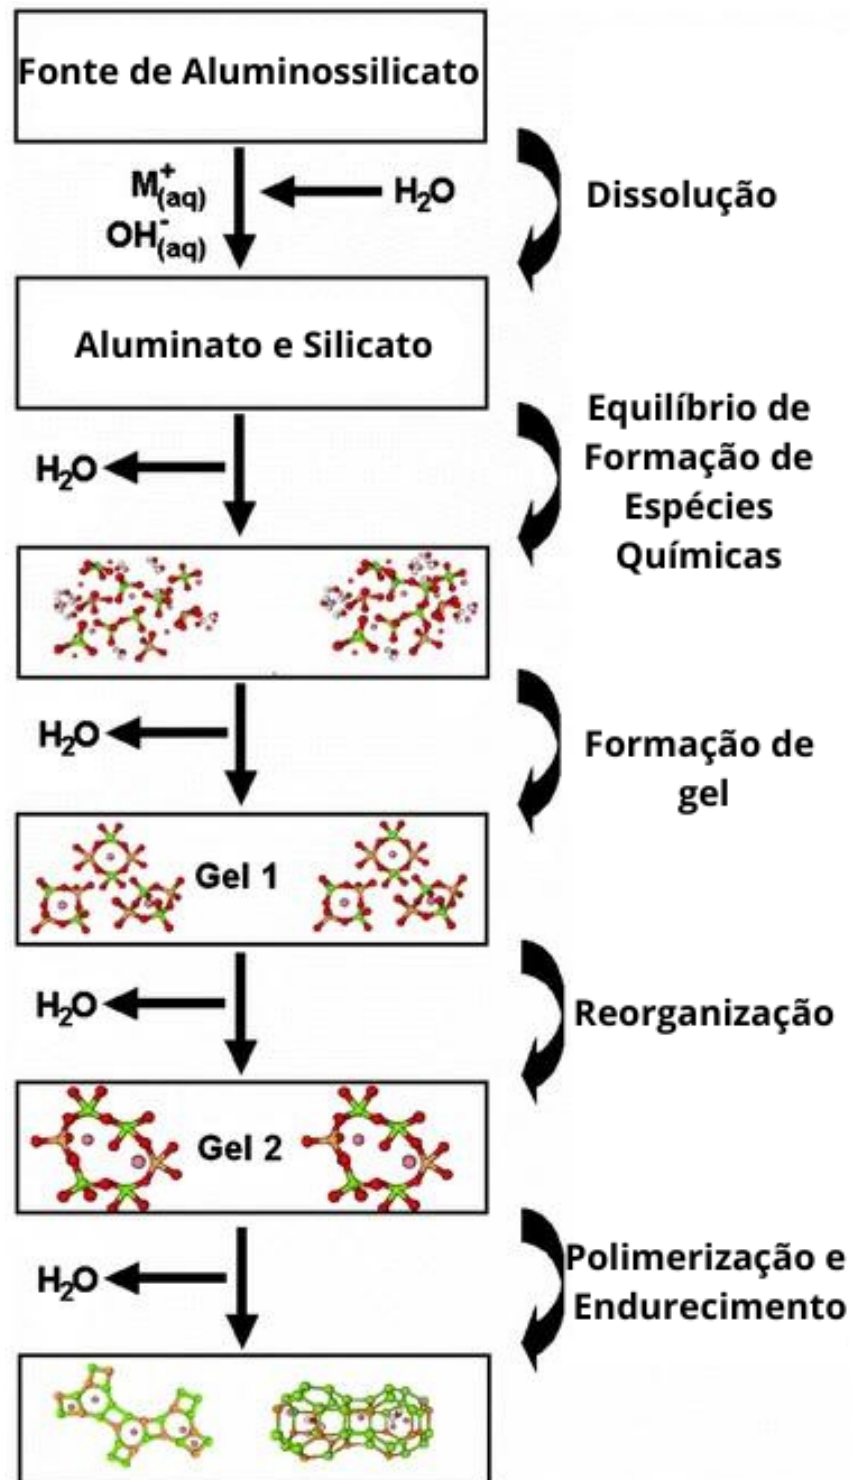 Fonte de Aluminossilicato
M⁺(aq)
H₂O
OH⁻(aq)
Dissolução
Aluminato e Silicato
H₂O
Equilíbrio de
Formação de
Espécies
Químicas
H₂O
Formação de
gel
Gel 1
H₂O
Reorganização
Gel 2
H₂O
Polimerização e
Endurecimento